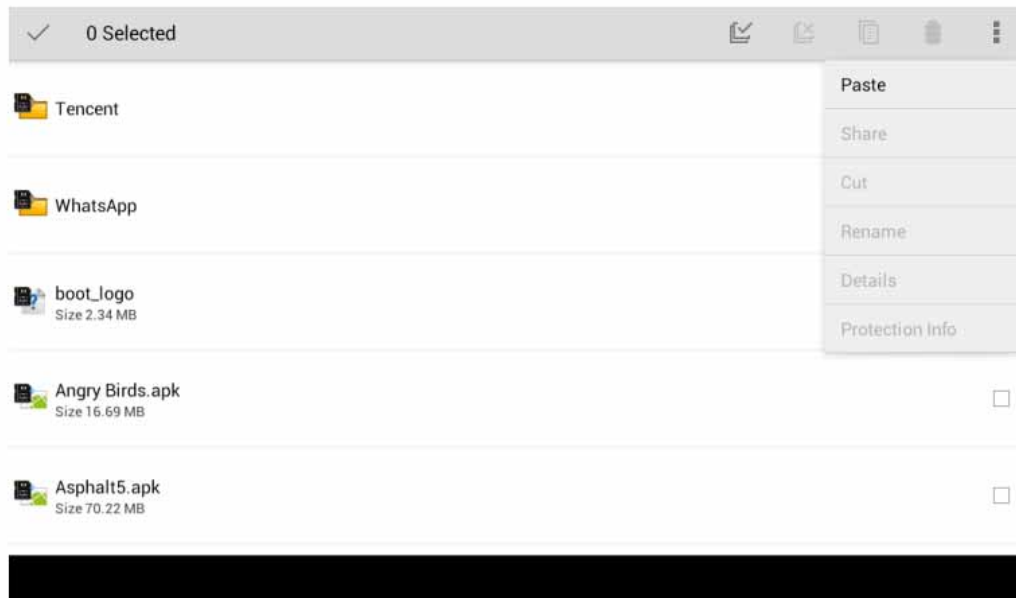 0 Selected
Paste
Tencent
Share
Cut
WhatsApp
Rename
Details
boot_logo
Size 2.34 MB
Protection Info
Angry Birds.apk
Size 16.69 MB
Asphalt5.apk
Size 70.22 MB